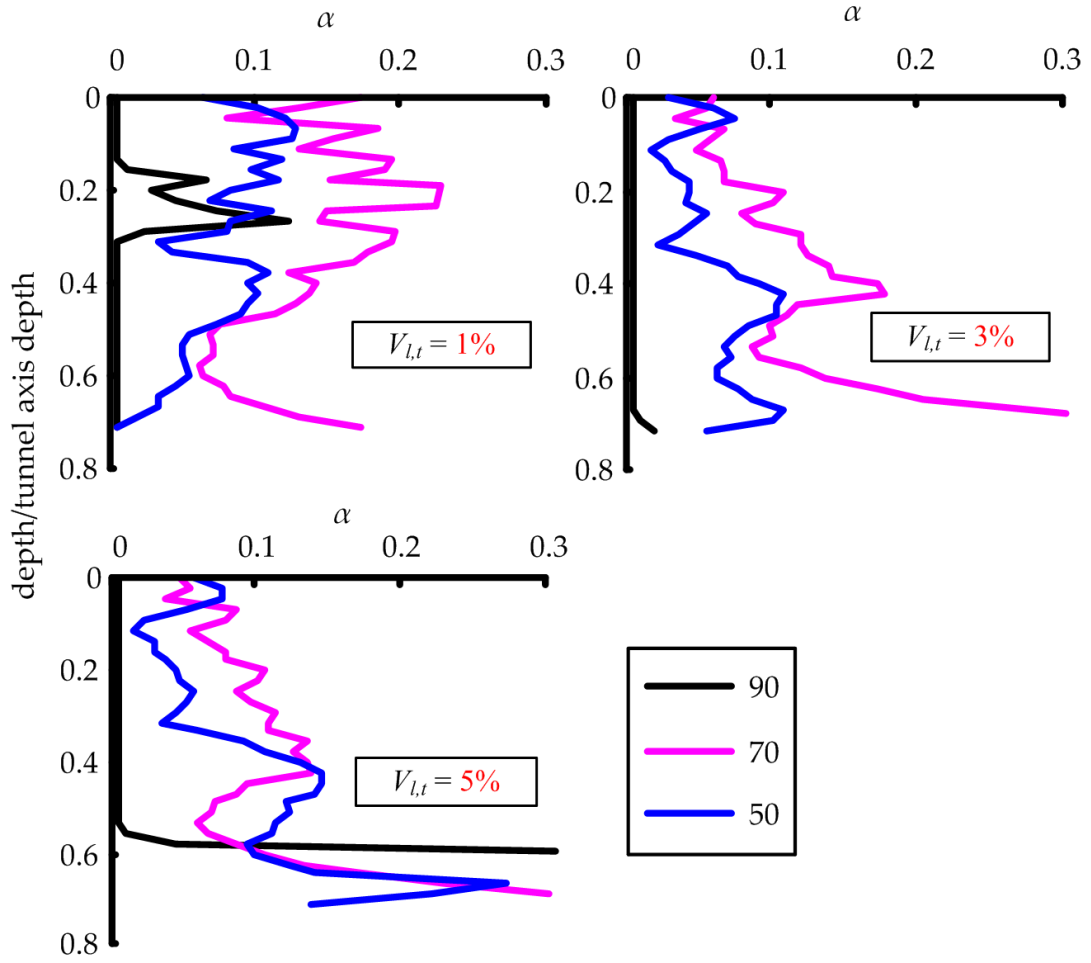 α
0 0.1 0.2 0.3
0
0.2
0.4
0.6
0.8
V_{l,t} = 1%
α
0 0.1 0.2 0.3
0
0.2
0.4
0.6
0.8
V_{l,t} = 3%
depth/tunnel axis depth
α
0 0.1 0.2 0.3
0
0.2
0.4
0.6
0.8
V_{l,t} = 5%
90
70
50